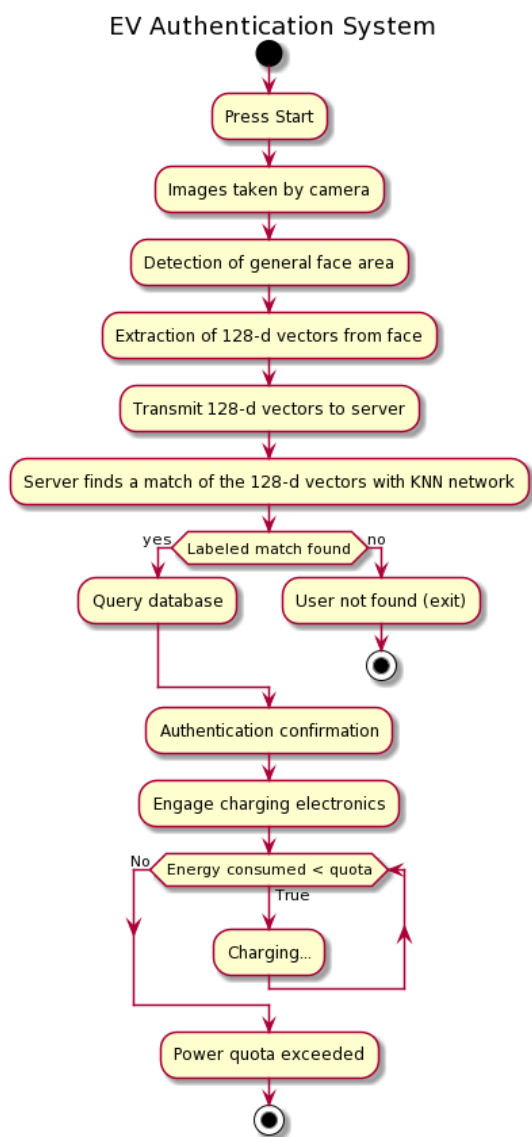 EV Authentication System
Press Start
Images taken by camera
Detection of general face area
Extraction of 128-d vectors from face
Transmit 128-d vectors to server
Server finds a match of the 128-d vectors with KNN network
yes
Labeled match found
no
Query database
User not found (exit)
Authentication confirmation
Engage charging electronics
No
Energy consumed < quota
True
Charging...
Power quota exceeded